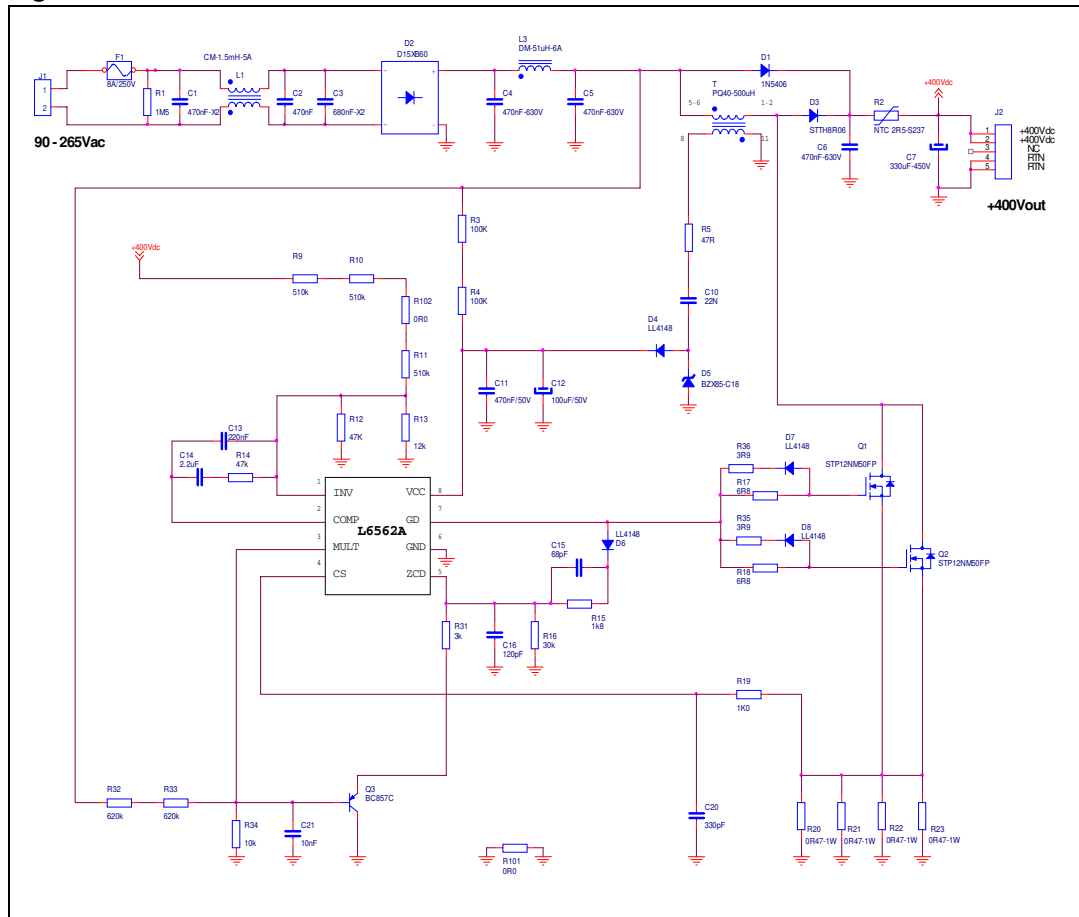 J1
1
2
90 - 265Vac
F1
8A/250V
R1
1M5
C1
470nF-X2
CM-1.5mH-5A
L1
C2
470nF
C3
680nF-X2
D2
D15XB60
~
~
+
-
L3
DM-51uH-6A
C4
470nF-630V
C5
470nF-630V
D1
1N5406
T
PQ40-500uH
5-6
1-2
8
11
D3
STTH8R06
C6
470nF-630V
R2
NTC 2R5-S237
+400Vdc
C7
330uF-450V
J2
1
2
3
4
5
+400Vdc
+400Vdc
NC
RTN
RTN
+400Vout
+400Vdc
R9
510k
R10
510k
R102
0R0
R11
510k
R3
100K
R4
100K
R5
47R
C10
22N
D4
LL4148
D5
BZX85-C18
C11
470nF/50V
C12
100uF/50V
R12
47K
R13
12k
C13
220nF
C14
2.2uF
R14
47k
1
2
3
4
INV
COMP
MULT
CS
L6562A
VCC
GD
GND
ZCD
8
7
6
5
C15
68pF
LL4148
D6
R15
1k8
R31
3k
C16
120pF
R16
30k
R36
3R9
D7
LL4148
R17
6R8
R35
3R9
D8
LL4148
R18
6R8
Q1
STP12NM50FP
Q2
STP12NM50FP
R19
1K0
R32
620k
R33
620k
R34
10k
C21
10nF
Q3
BC857C
R101
0R0
C20
330pF
R20
0R47-1W
R21
0R47-1W
R22
0R47-1W
R23
0R47-1W